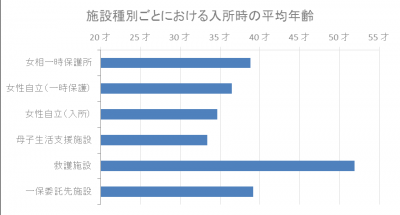 施設種別ごとにおける入所時の平均年齢
20才 25才 30才 35才 40才 45才 50才 55才
女相一時保護所
女性自立(一時保護)
女性自立(入所)
母子生活支援施設
救護施設
一保委託先施設